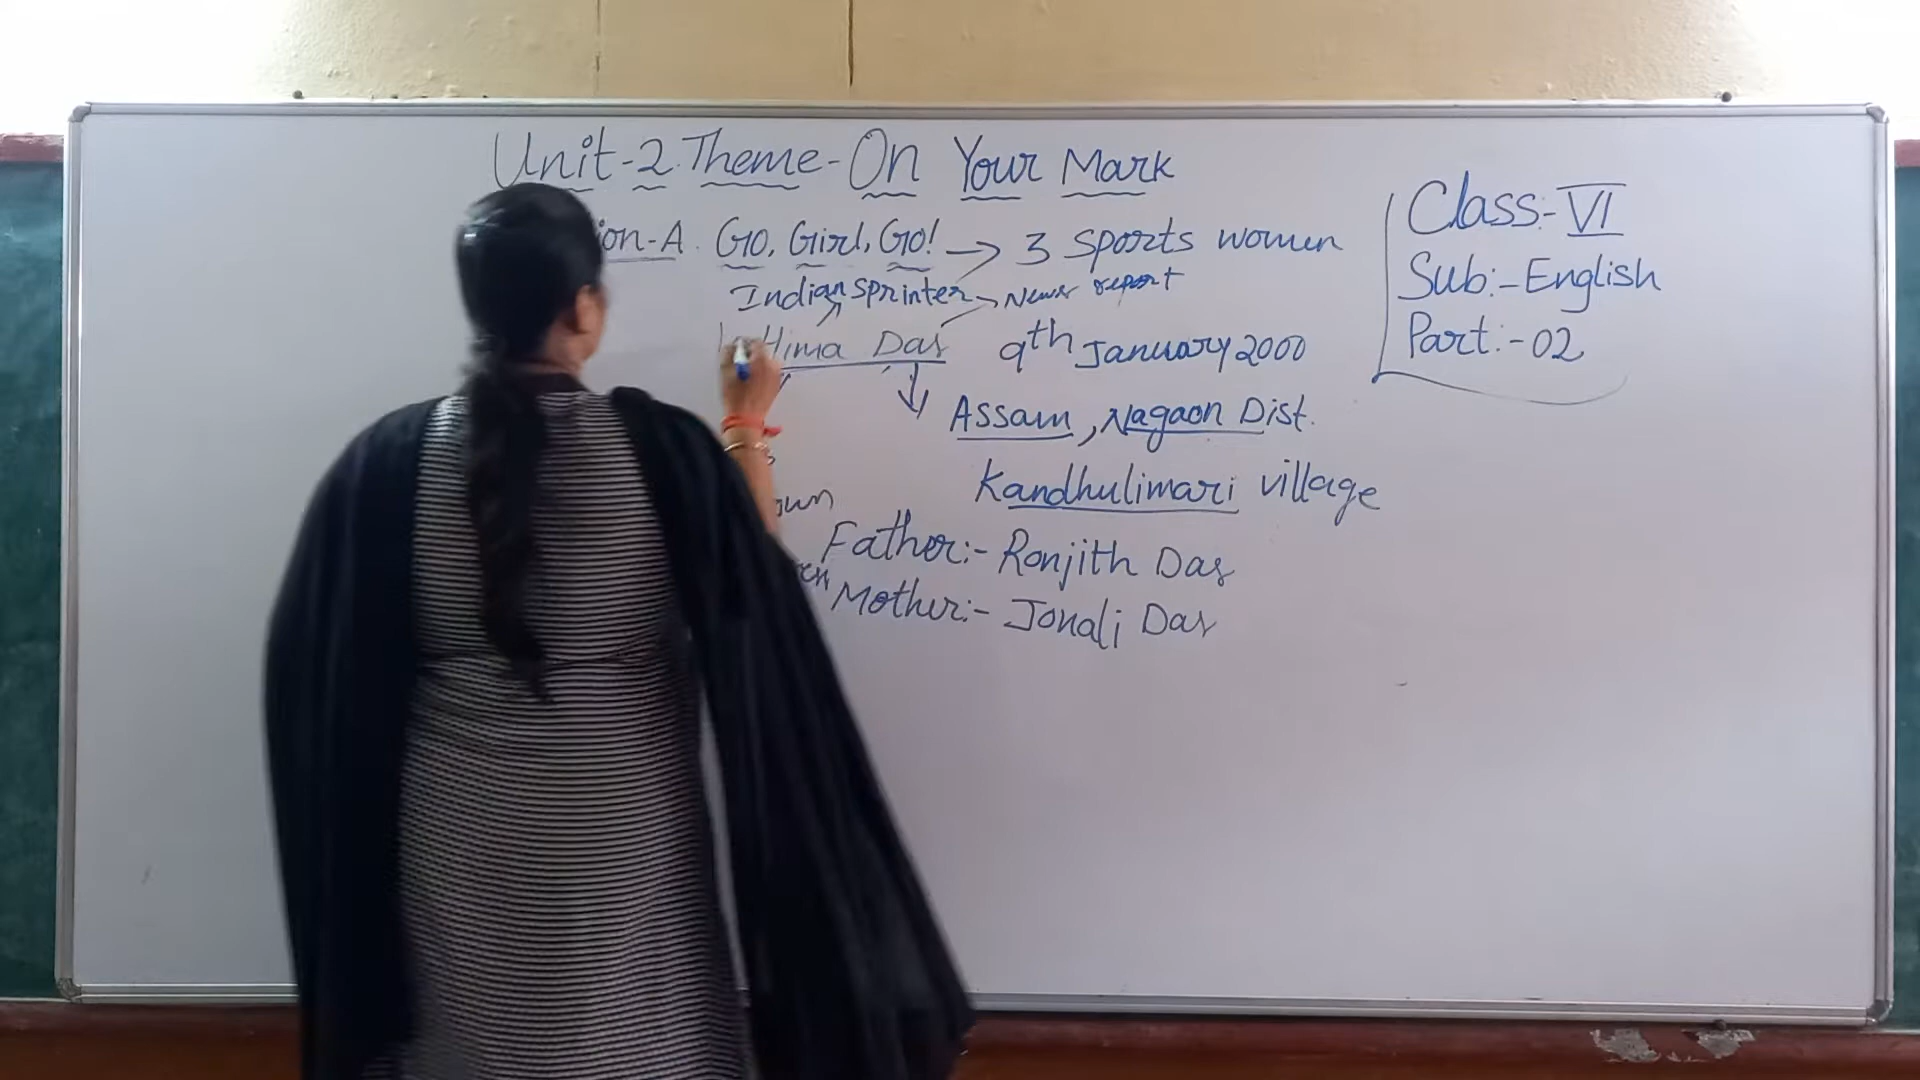 Unit-2 Theme-On Your Mark
ion-A. GO, Girl, GO! → 3 Sports women
Indian Sprinter → News report
Hima Das 9th January 2000
Assam, Nagaon Dist.
Kandhulimari village
Father:- Ronjith Das
Mother:- Jonali Das
Class:- VI
Sub:- English
Part:- 02